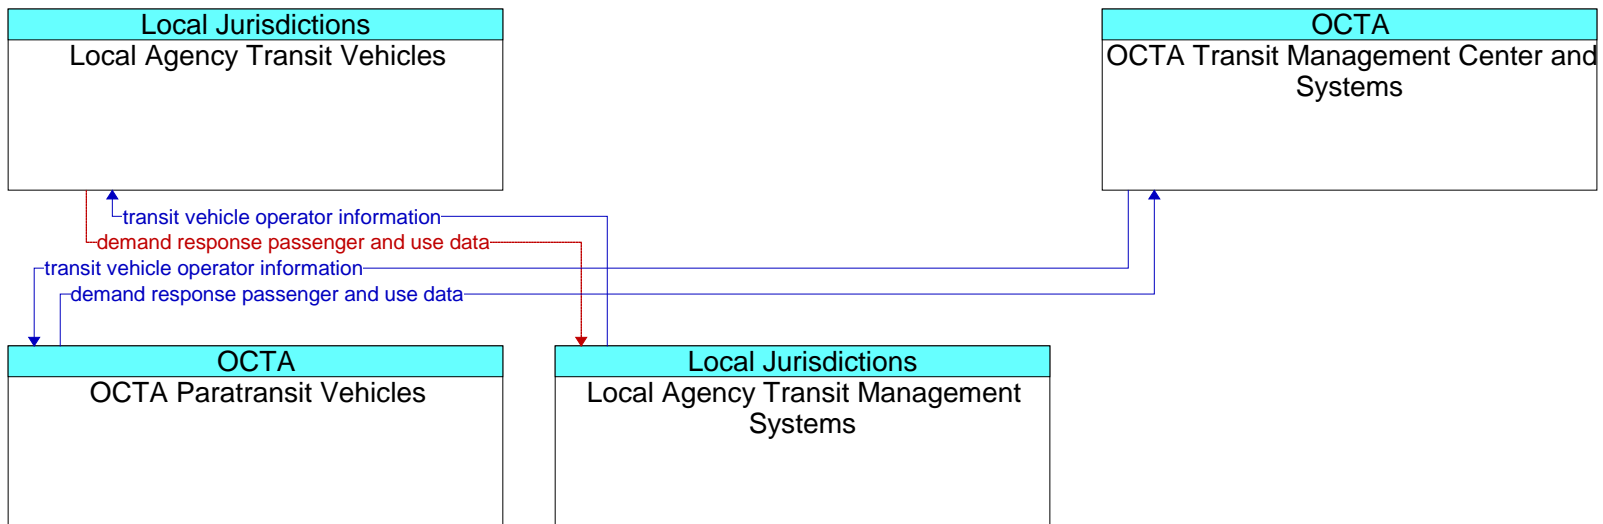 Local Jurisdictions
Local Agency Transit Vehicles
OCTA
OCTA Transit Management Center and
Systems
transit vehicle operator information
demand response passenger and use data
transit vehicle operator information
demand response passenger and use data
OCTA
OCTA Paratransit Vehicles
Local Jurisdictions
Local Agency Transit Management
Systems